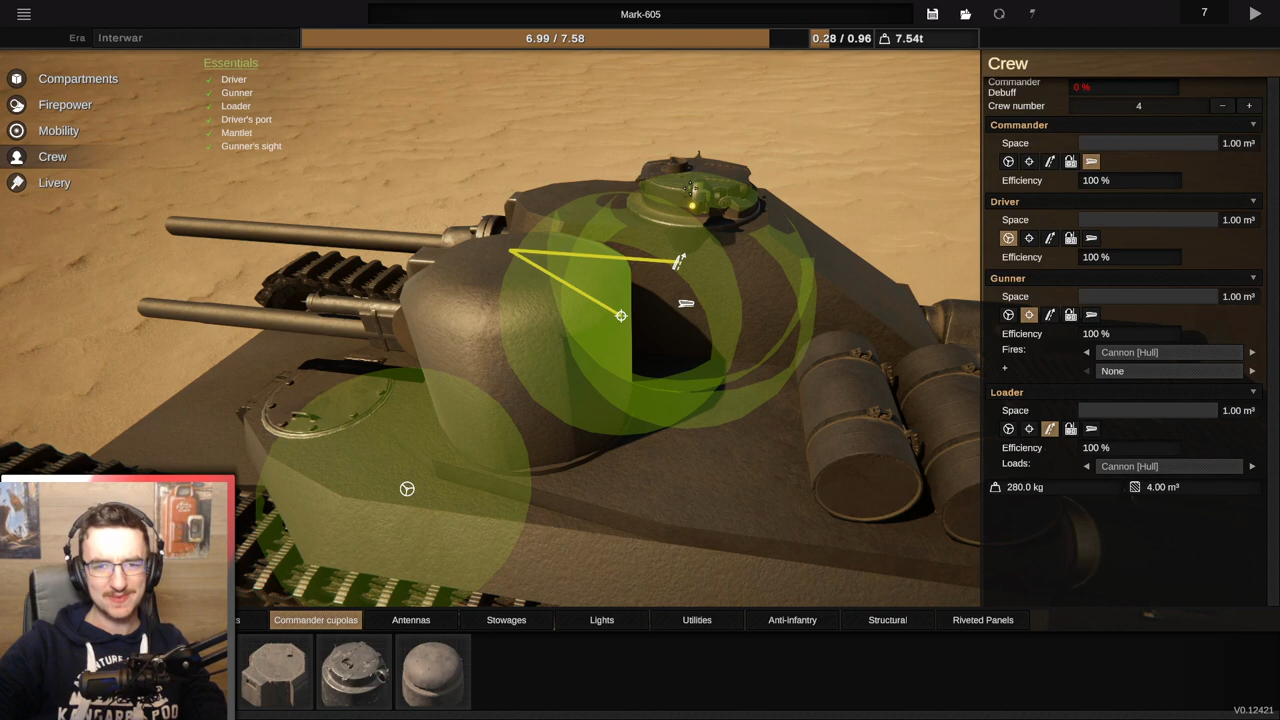 Mark-605
7
Era
Interwar
6.99 / 7.58
0.28 / 0.96
7.54t
Compartments
Firepower
Mobility
Crew
Livery
Essentials
Driver
Gunner
Loader
Driver's port
Mantlet
Gunner's sight
Crew
Commander Debuff
0 %
Crew number
4
− +
Commander
Space
1.00 m³
Efficiency
100 %
Driver
Space
1.00 m³
Efficiency
100 %
Gunner
Space
1.00 m³
Efficiency
100 %
Fires:
Cannon [Hull]
+
None
Loader
Space
1.00 m³
Efficiency
100 %
Loads:
Cannon [Hull]
280.0 kg
4.00 m³
s
Commander cupolas
Antennas
Stowages
Lights
Utilities
Anti-infantry
Structural
Riveted Panels
V0.12421